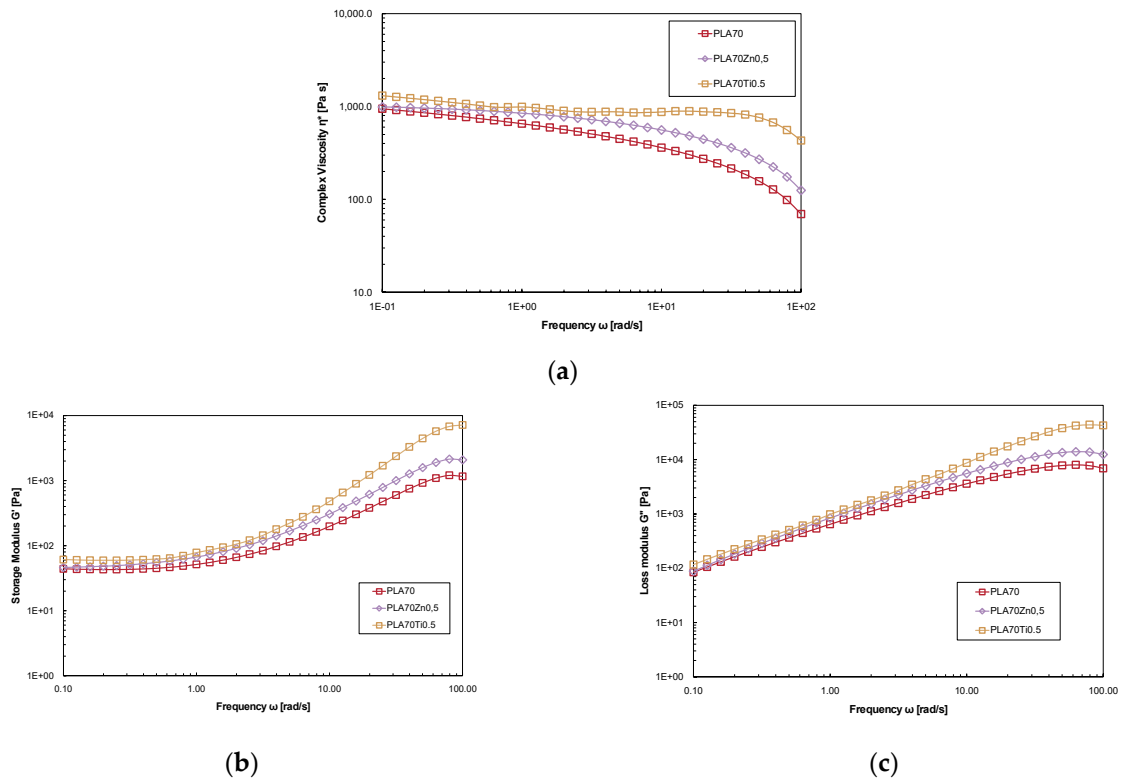 10,000.0
1,000.0
100.0
10.0
Complex Viscosity η* [Pa s]
PLA70
PLA70Zn0,5
PLA70Ti0.5
1E-01
1E+00
1E+01
1E+02
Frequency ω [rad/s]
(a)
1E+04
1E+03
1E+02
1E+01
1E+00
Storage Modulus G' [Pa]
PLA70
PLA70Zn0,5
PLA70Ti0.5
0.10
1.00
10.00
100.00
Frequency ω [rad/s]
(b)
1E+05
1E+04
1E+03
1E+02
1E+01
1E+00
Loss modulus G" [Pa]
PLA70
PLA70Zn0,5
PLA70Ti0.5
0.10
1.00
10.00
100.00
Frequency ω [rad/s]
(c)